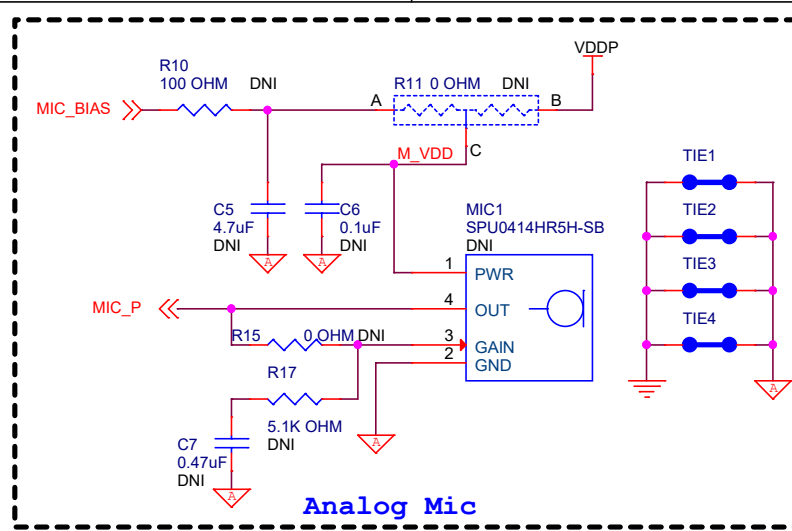 VDDP
R10
100 OHM DNI
R11 0 OHM DNI
MIC_BIAS
A
B
C
M_VDD
TIE1
C5
4.7uF
DNI
C6
0.1uF
DNI
MIC1
SPU0414HR5H-SB
DNI
TIE2
A
A
1 PWR
TIE3
MIC_P
4 OUT
TIE4
R15 0 OHM DNI
3 GAIN
2 GND
R17
A
5.1K OHM
DNI
A
C7
0.47uF
DNI
A
Analog Mic